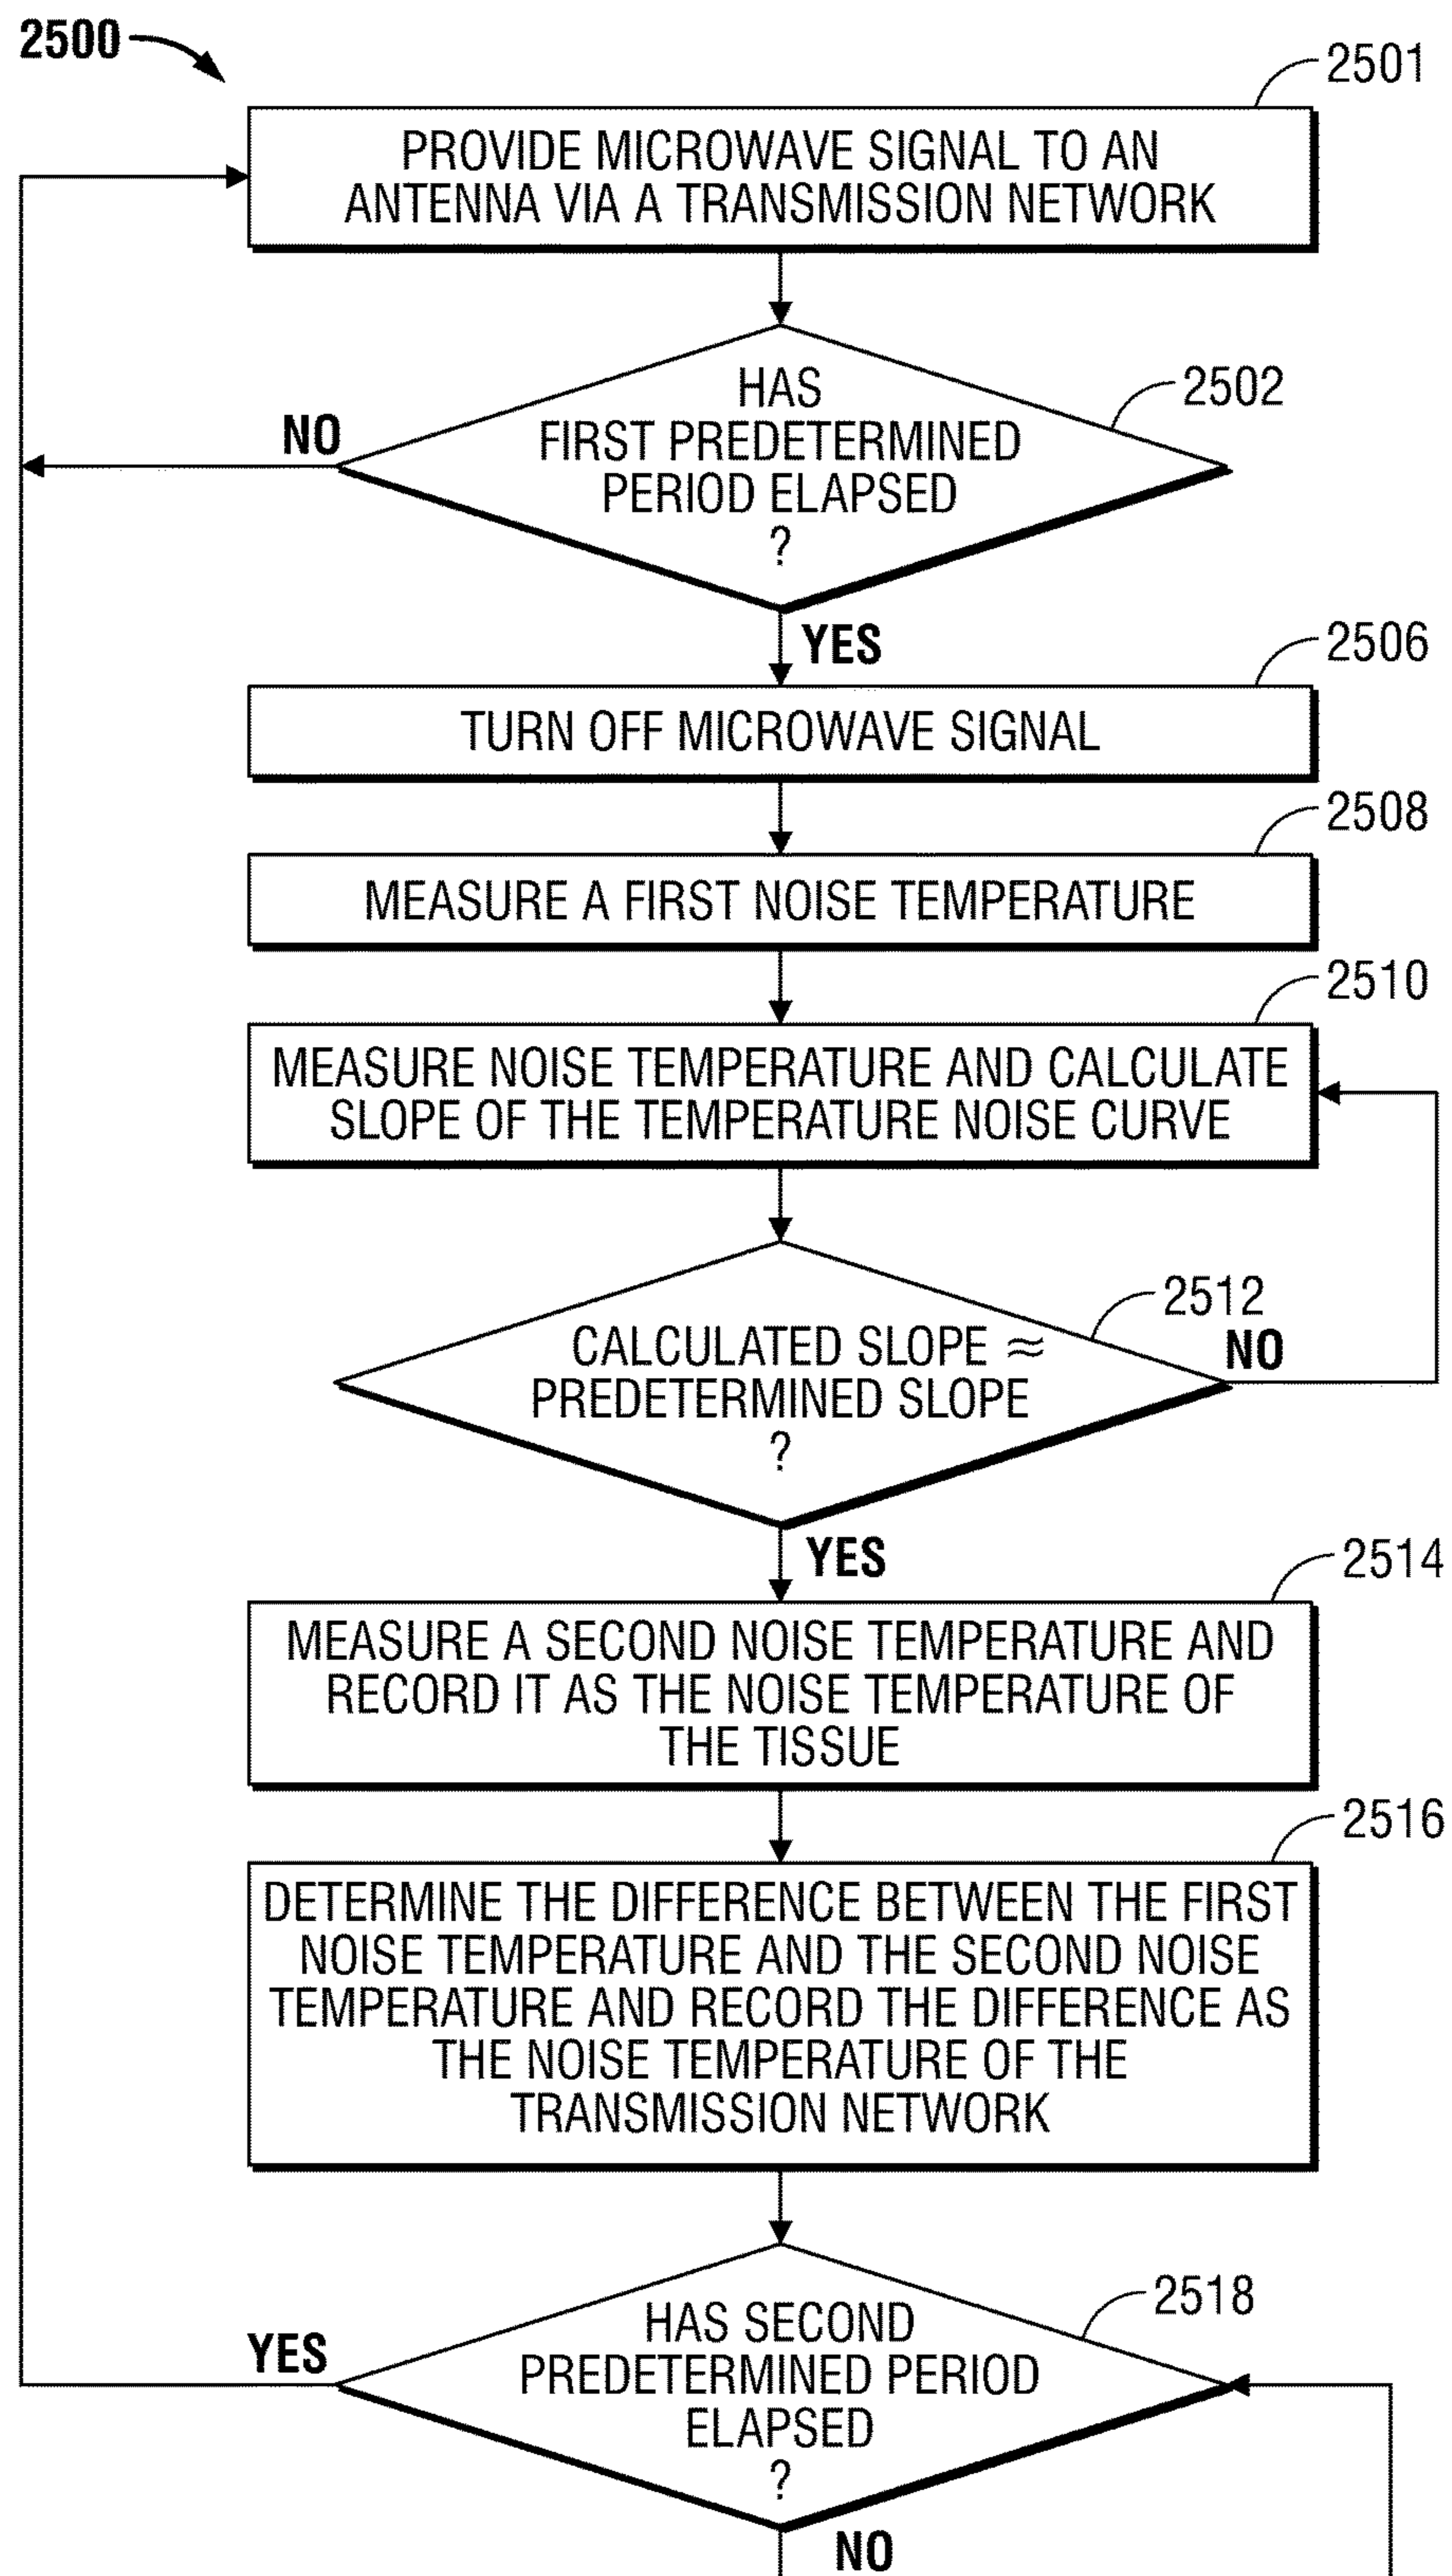 2500
2501
PROVIDE MICROWAVE SIGNAL TO AN
ANTENNA VIA A TRANSMISSION NETWORK
2502
HAS
FIRST PREDETERMINED
PERIOD ELAPSED
?
NO
YES
2506
TURN OFF MICROWAVE SIGNAL
2508
MEASURE A FIRST NOISE TEMPERATURE
2510
MEASURE NOISE TEMPERATURE AND CALCULATE
SLOPE OF THE TEMPERATURE NOISE CURVE
2512
CALCULATED SLOPE ≈
PREDETERMINED SLOPE
?
NO
YES
2514
MEASURE A SECOND NOISE TEMPERATURE AND
RECORD IT AS THE NOISE TEMPERATURE OF
THE TISSUE
2516
DETERMINE THE DIFFERENCE BETWEEN THE FIRST
NOISE TEMPERATURE AND THE SECOND NOISE
TEMPERATURE AND RECORD THE DIFFERENCE AS
THE NOISE TEMPERATURE OF THE
TRANSMISSION NETWORK
2518
HAS SECOND
PREDETERMINED PERIOD
ELAPSED
?
YES
NO